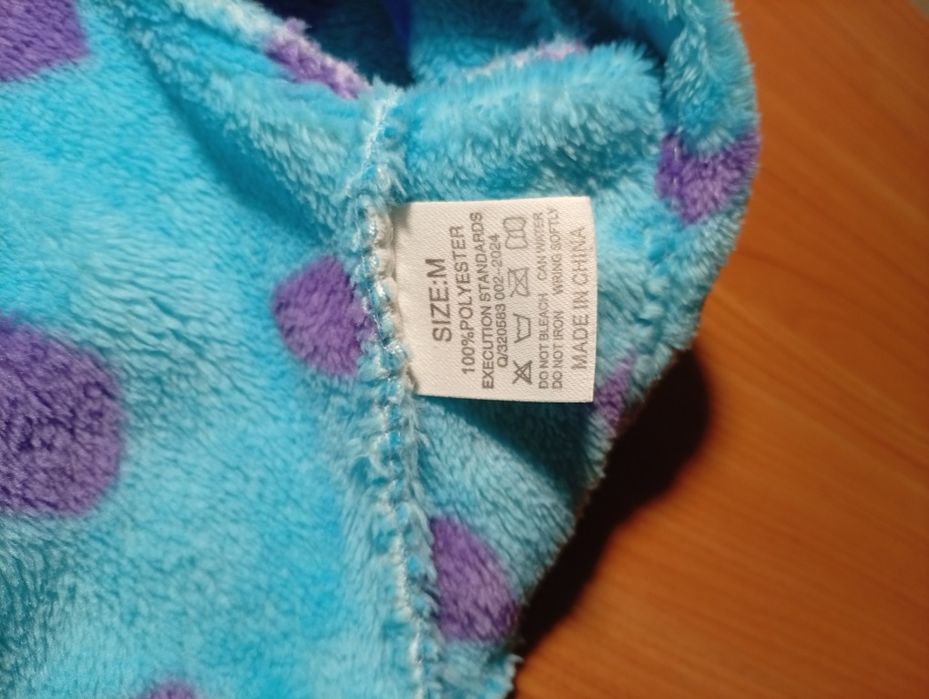 SIZE:M
100%POLYESTER
EXECUTION STANDARDS
Q/320583 002-2024
DO NOT BLEACH CAN WATER
DO NOT IRON WRING SOFTLY
MADE IN CHINA